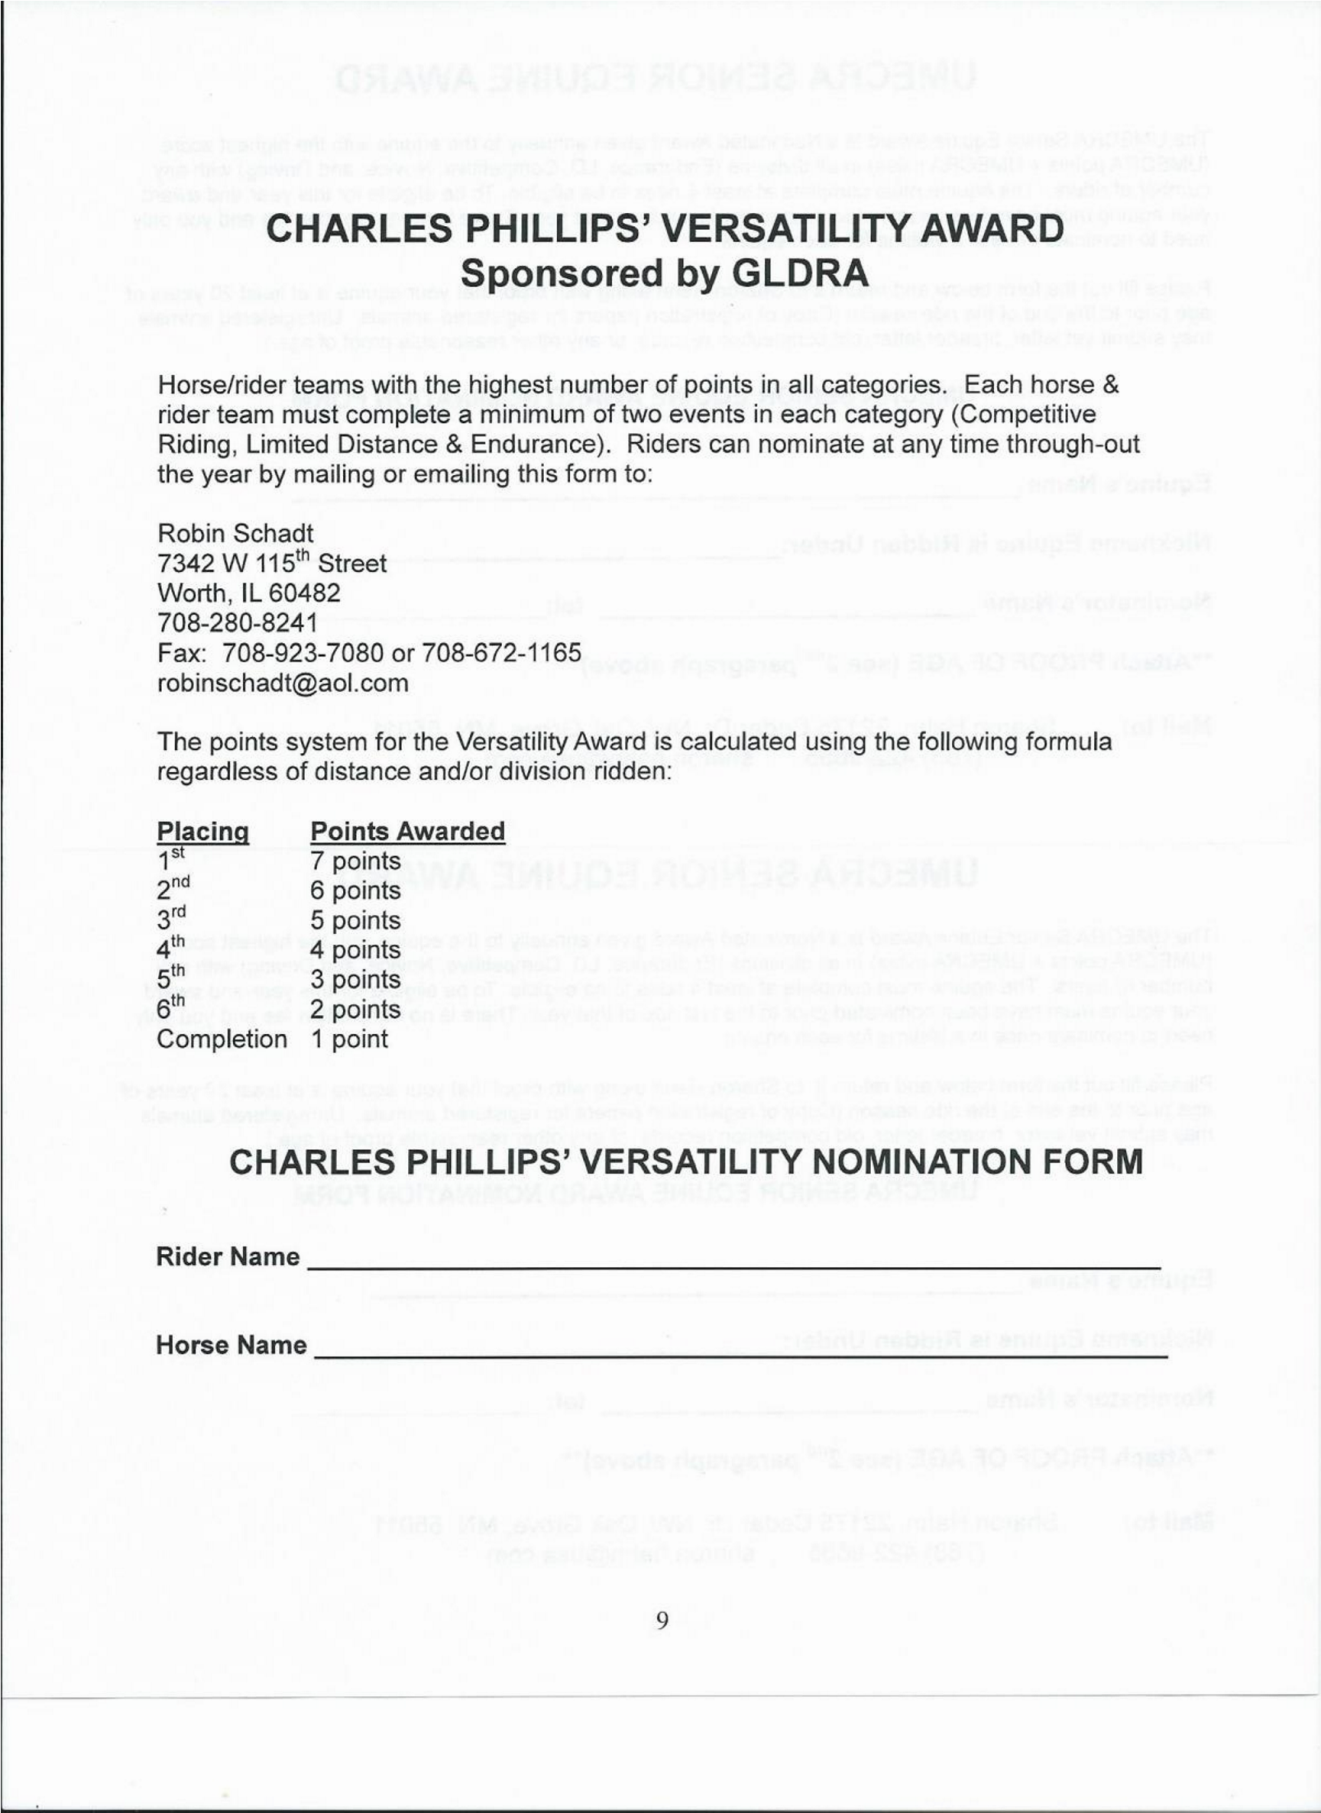 CHARLES PHILLIPS' VERSATILITY AWARD
Sponsored by GLDRA
Horse/rider teams with the highest number of points in all categories. Each horse &
rider team must complete a minimum of two events in each category (Competitive
Riding, Limited Distance & Endurance). Riders can nominate at any time through-out
the year by mailing or emailing this form to:
Robin Schadt
7342 W 115th Street
Worth, IL 60482
708-280-8241
Fax: 708-923-7080 or 708-672-1165
robinschadt@aol.com
The points system for the Versatility Award is calculated using the following formula
regardless of distance and/or division ridden:
Placing Points Awarded
1st 7 points
2nd 6 points
3rd 5 points
4th 4 points
5th 3 points
6th 2 points
Completion 1 point
CHARLES PHILLIPS' VERSATILITY NOMINATION FORM
Rider Name
Horse Name
9